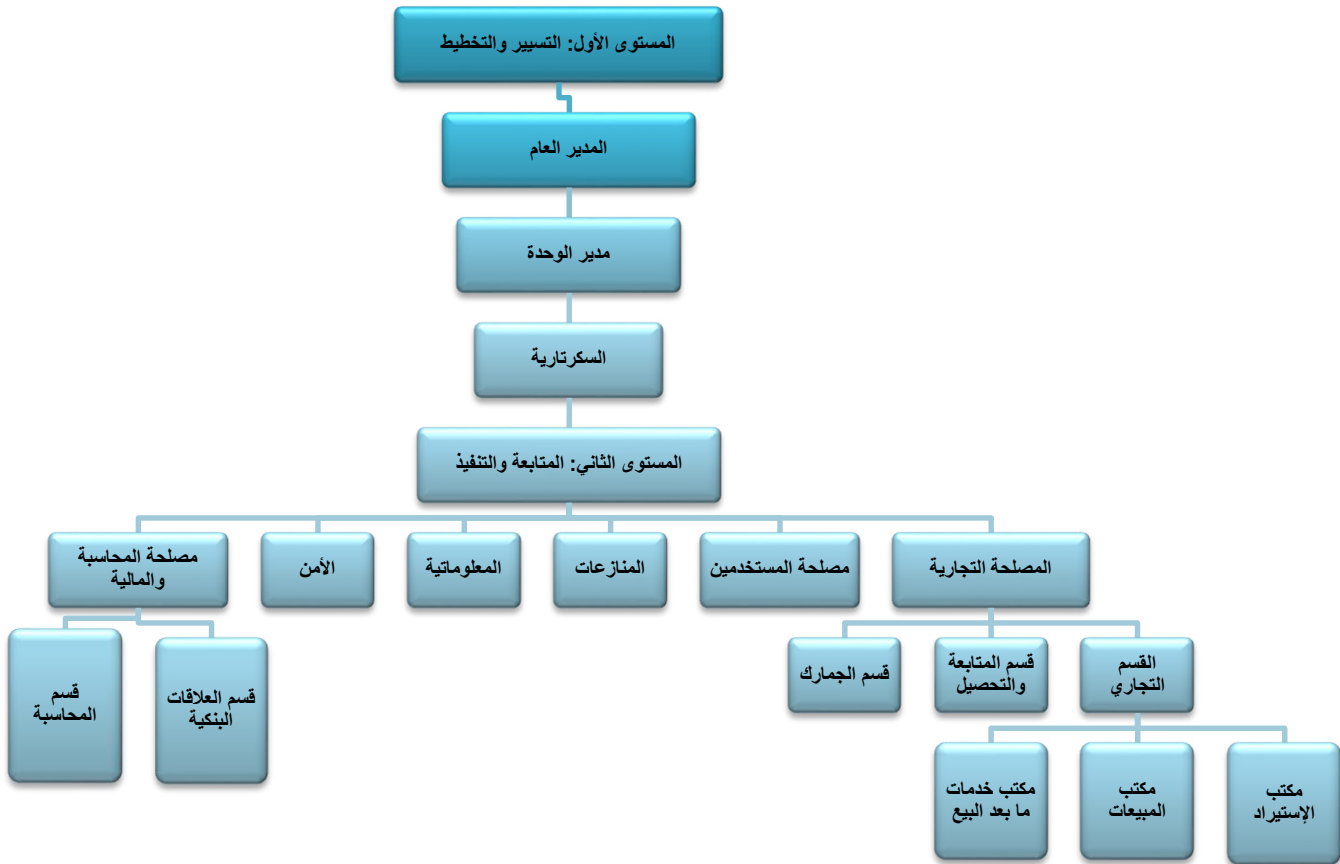 المستوى الأول: التسيير والتخطيط
المدير العام
مدير الوحدة
السكرتارية
المستوى الثاني: المتابعة والتنفيذ
المصلحة التجارية
مصلحة المستخدمين
المنازعات
المعلوماتية
الأمن
مصلحة المحاسبة
والمالية
القسم
التجاري
قسم المتابعة
والتحصيل
قسم الجمارك
قسم العلاقات
البنكية
قسم
المحاسبة
مكتب
الإستيراد
مكتب
المبيعات
مكتب خدمات
ما بعد البيع